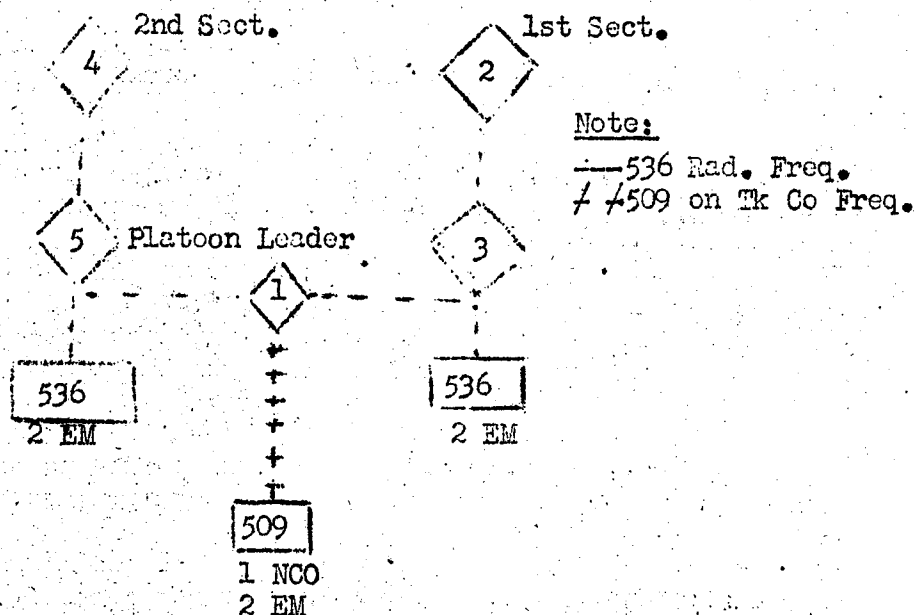 2nd Sect.
1st Sect.
4
2
Note:
---536 Rad. Freq.
+ +509 on Tk Co Freq.
5
Platoon Leader
3
1
536
2 EM
536
2 EM
509
1 NCO
2 EM